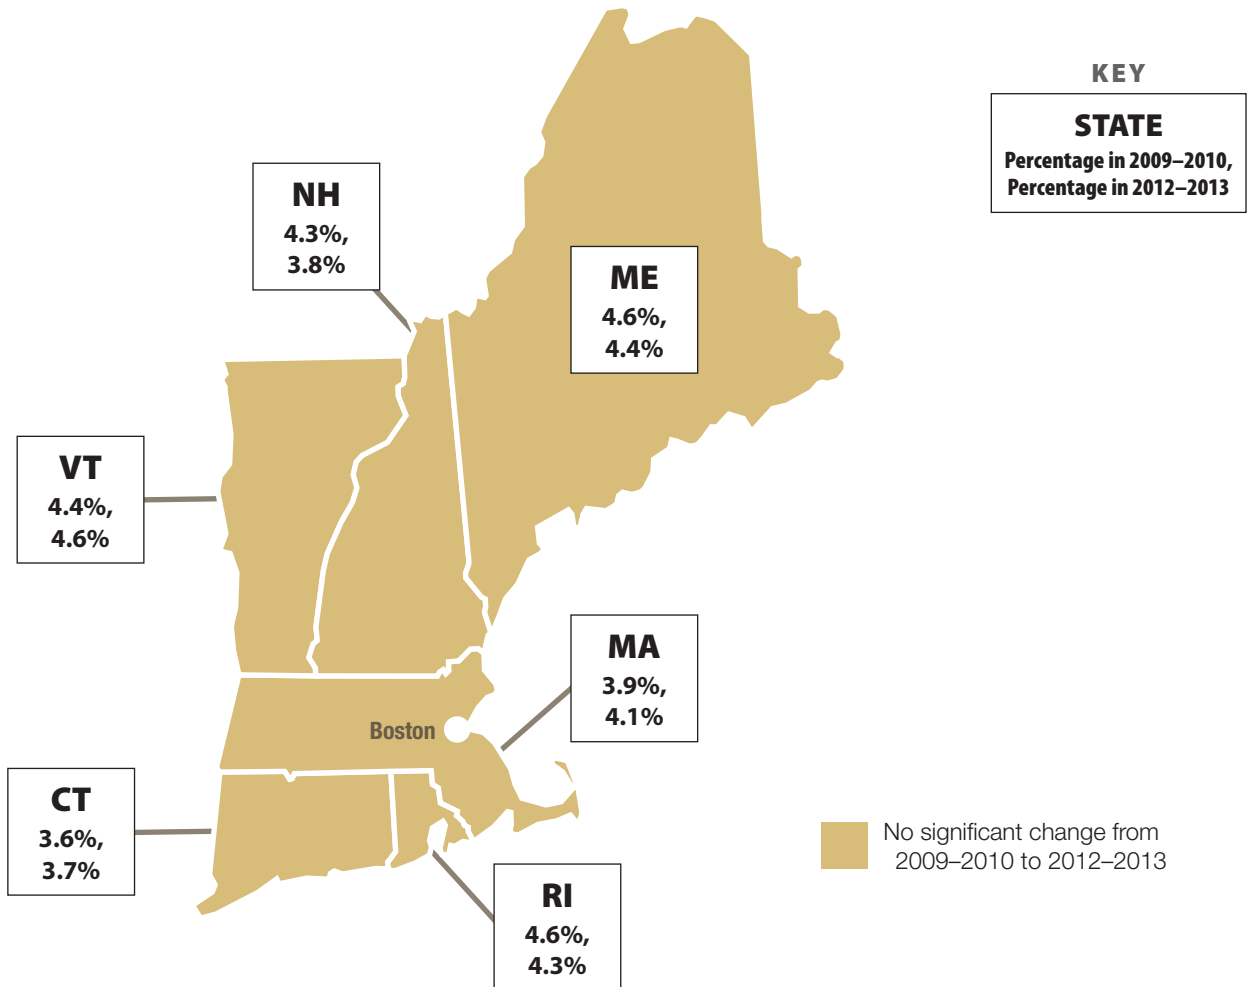 KEY
STATE
Percentage in 2009–2010,
Percentage in 2012–2013
NH
4.3%,
3.8%
ME
4.6%,
4.4%
VT
4.4%,
4.6%
MA
3.9%,
4.1%
Boston
CT
3.6%,
3.7%
RI
4.6%,
4.3%
No significant change from
2009–2010 to 2012–2013